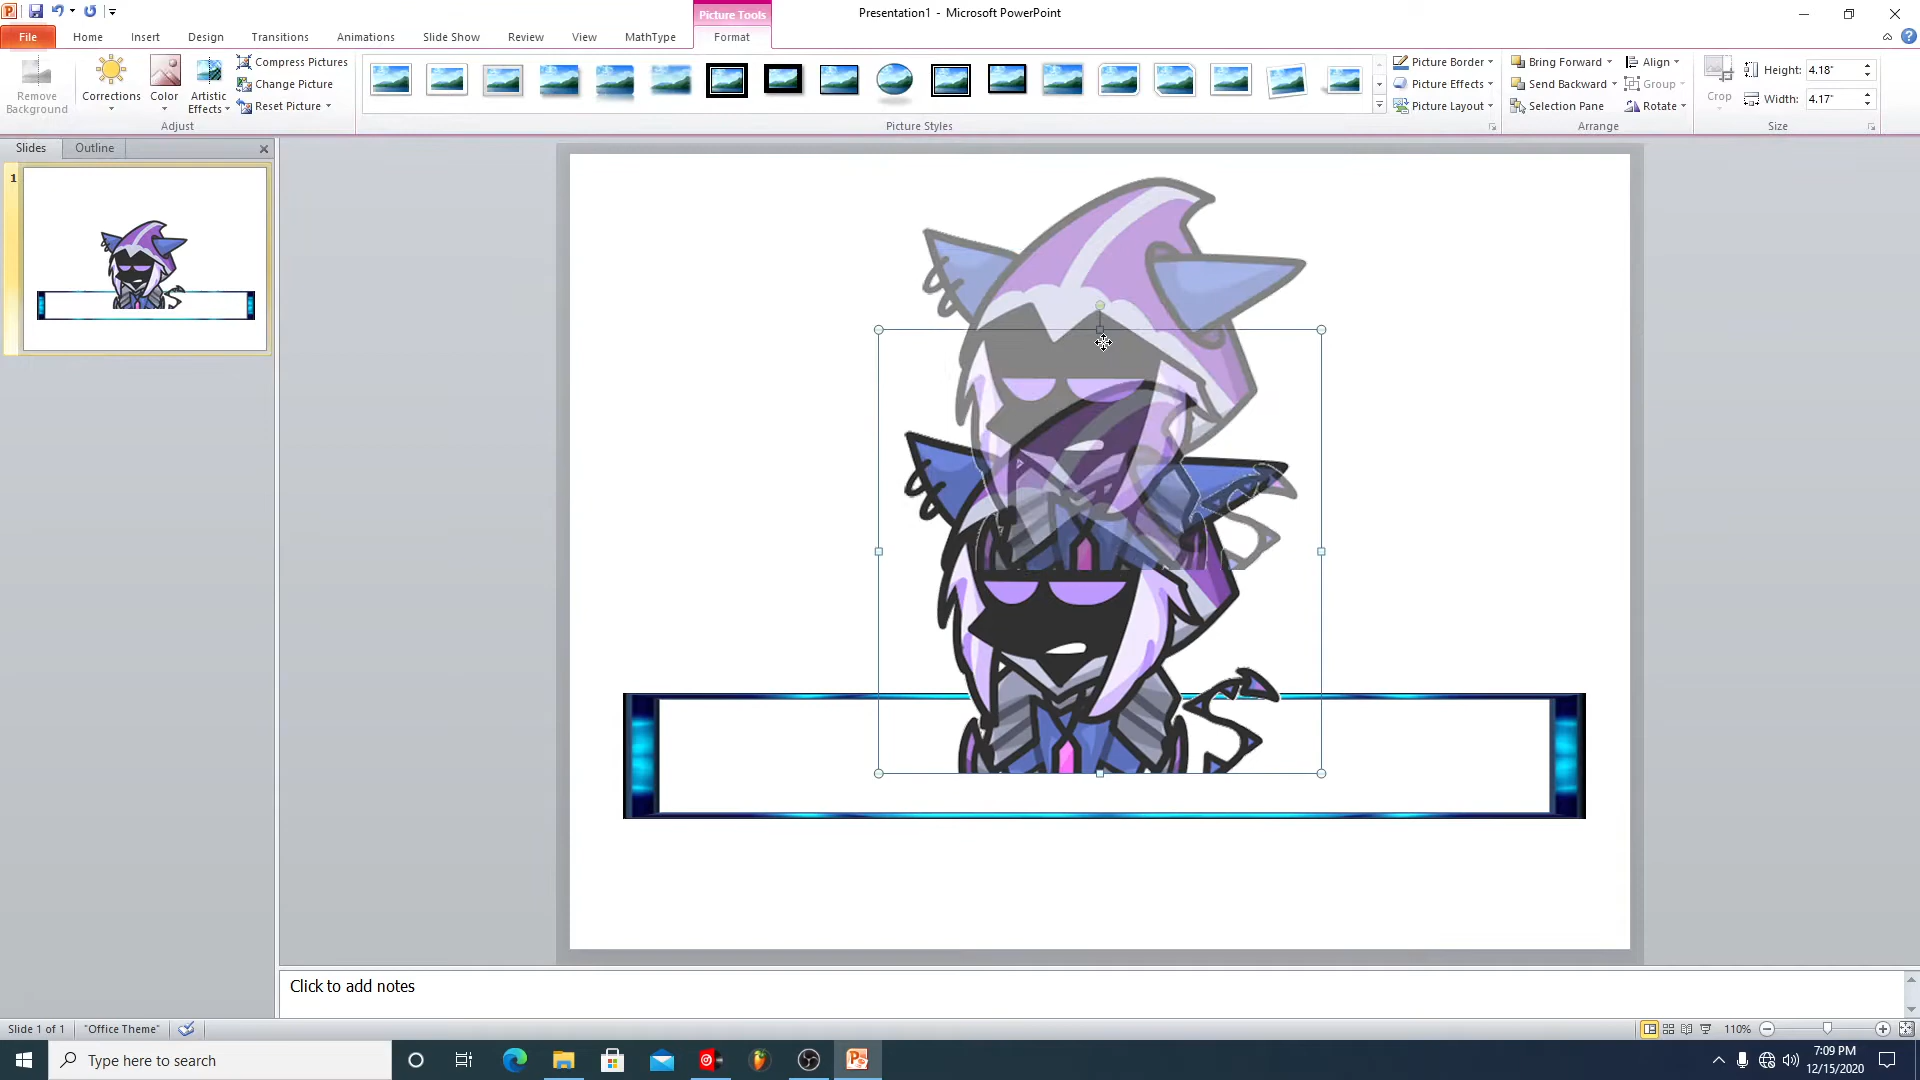 Picture Tools
Presentation1 - Microsoft PowerPoint
File Home Insert Design Transitions Animations Slide Show Review View MathType Format
Remove Background
Corrections
Color
Artistic Effects
Compress Pictures
Change Picture
Reset Picture
Adjust
Picture Styles
Picture Border
Picture Effects
Picture Layout
Bring Forward
Send Backward
Selection Pane
Align
Group
Rotate
Arrange
Crop
Height: 4.18"
Width: 4.17"
Size
Slides Outline
1
Click to add notes
Slide 1 of 1 "Office Theme" 110%
Type here to search
7:09 PM
12/15/2020